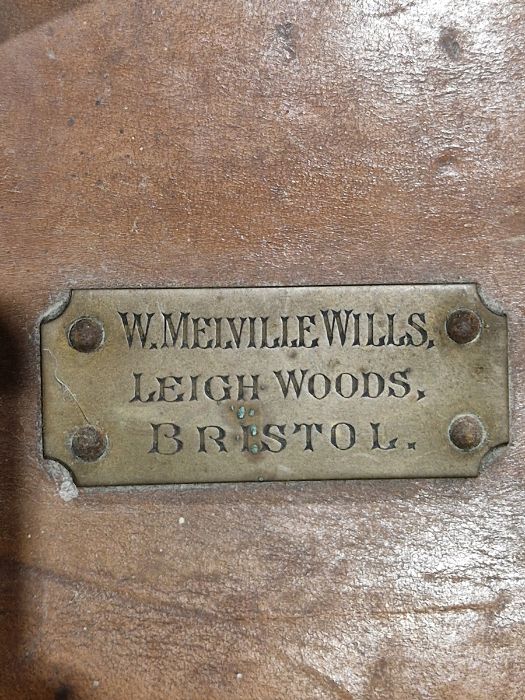 W. MELVILLE WILLS,
LEIGH WOODS,
BRISTOL.